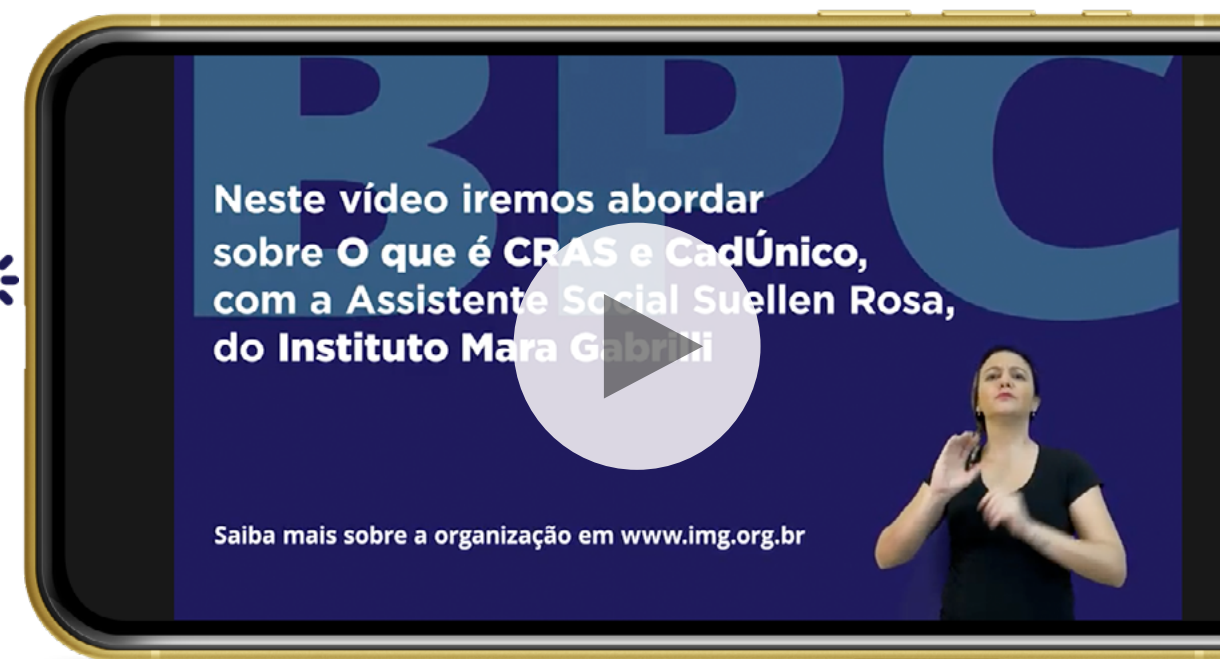 BPC
Neste vídeo iremos abordar
sobre O que é CRAS e CadÚnico,
com a Assistente Social Suellen Rosa,
do Instituto Mara Gabrilli
Saiba mais sobre a organização em www.img.org.br